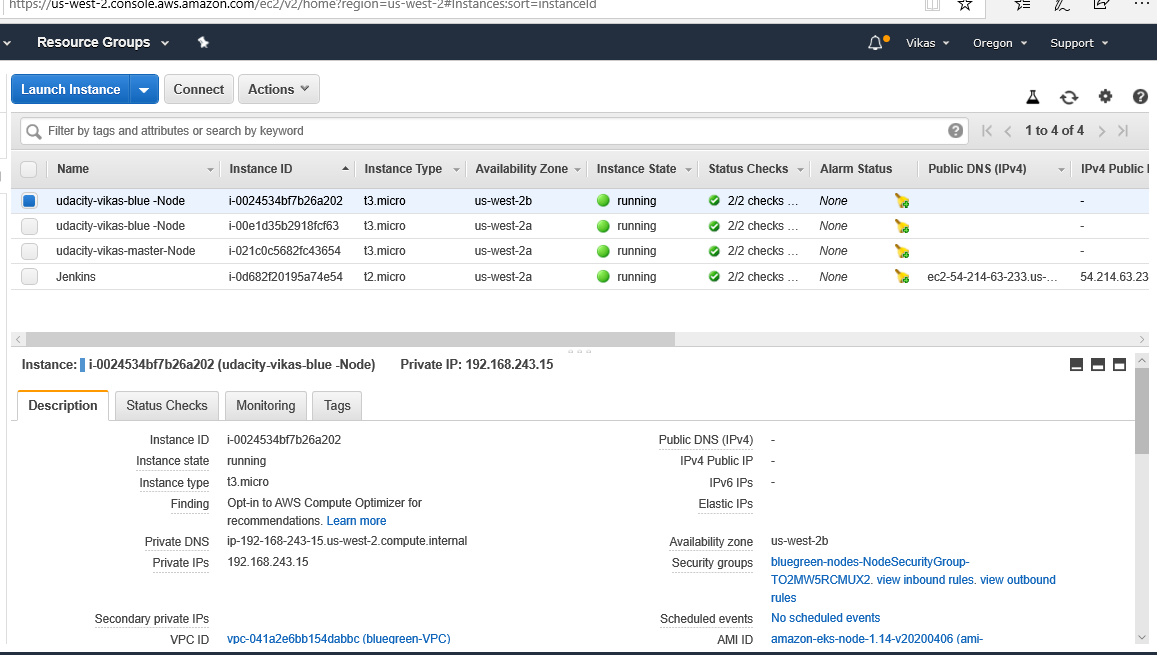 https://us-west-2.console.aws.amazon.com/ec2/v2/home?region=us-west-2#Instances:sort=instanceId
Resource Groups Vikas Oregon Support
Launch Instance Connect Actions
Filter by tags and attributes or search by keyword 1 to 4 of 4
Name Instance ID Instance Type Availability Zone Instance State Status Checks Alarm Status Public DNS (IPv4) IPv4 Public I
udacity-vikas-blue -Node i-0024534bf7b26a202 t3.micro us-west-2b running 2/2 checks ... None -
udacity-vikas-blue -Node i-00e1d35b2918fcf63 t3.micro us-west-2a running 2/2 checks ... None -
udacity-vikas-master-Node i-021c0c5682fc43654 t3.micro us-west-2a running 2/2 checks ... None -
Jenkins i-0d682f20195a74e54 t2.micro us-west-2a running 2/2 checks ... None ec2-54-214-63-233.us-... 54.214.63.23
Instance: i-0024534bf7b26a202 (udacity-vikas-blue -Node) Private IP: 192.168.243.15
Description Status Checks Monitoring Tags
Instance ID i-0024534bf7b26a202 Public DNS (IPv4) -
Instance state running IPv4 Public IP -
Instance type t3.micro IPv6 IPs -
Finding Opt-in to AWS Compute Optimizer for Elastic IPs
recommendations. Learn more
Private DNS ip-192-168-243-15.us-west-2.compute.internal Availability zone us-west-2b
Private IPs 192.168.243.15 Security groups bluegreen-nodes-NodeSecurityGroup-
TO2MW5RCMUX2. view inbound rules. view outbound
rules
Secondary private IPs Scheduled events No scheduled events
VPC ID vpc-041a2e6bb154dabbc (bluegreen-VPC) AMI ID amazon-eks-node-1.14-v20200406 (ami-